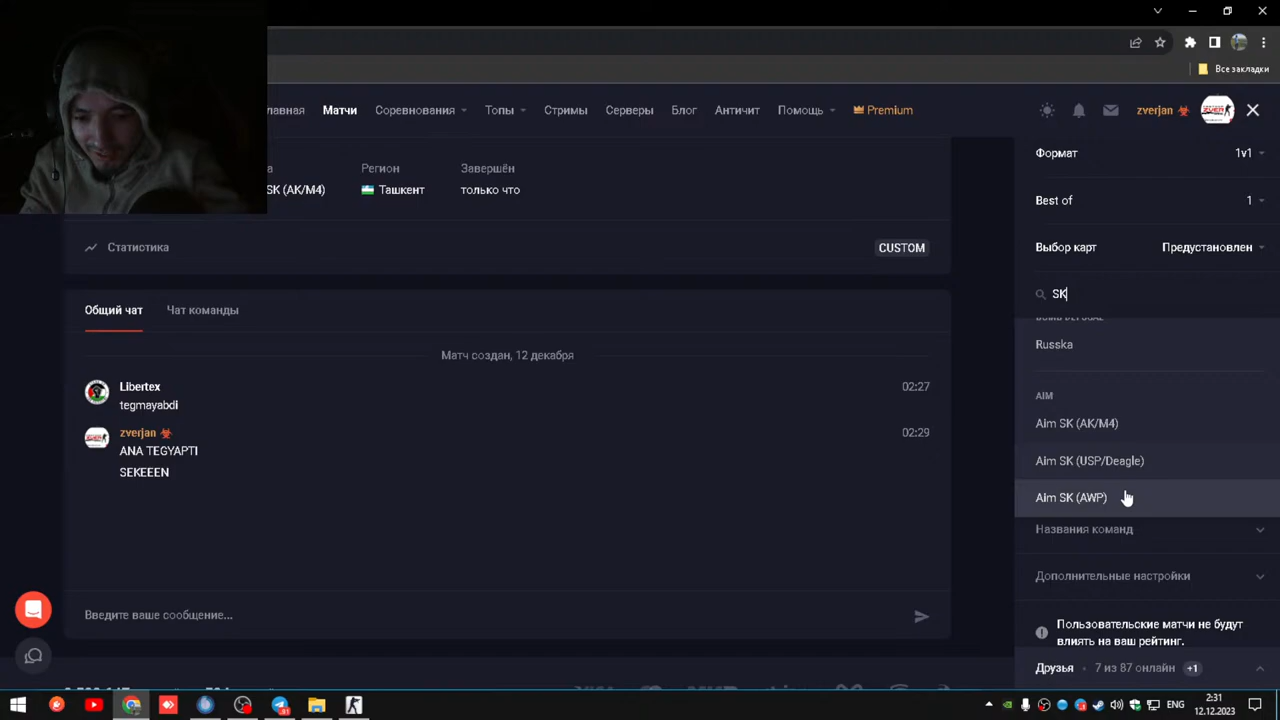 Все закладки
лавная
Матчи
Соревнования
Топы
Стримы
Серверы
Блог
Античит
Помощь
Premium
zverjan
а
Регион
Завершён
SK (AK/M4)
Ташкент
только что
Статистика
CUSTOM
Общий чат
Чат команды
Матч создан, 12 декабря
Libertex
02:27
tegmayabdi
zverjan
02:29
ANA TEGYAPTI
SEKEEEN
Введите ваше сообщение...
Формат
1v1
Best of
1
Выбор карт
Предустановлен
SK
BOMB DEFUSAL
Russka
AIM
Aim SK (AK/M4)
Aim SK (USP/Deagle)
Aim SK (AWP)
Названия команд
Дополнительные настройки
Пользовательские матчи не будут
влиять на ваш рейтинг.
Друзья • 7 из 87 онлайн +1
ENG
2:31
12.12.2023